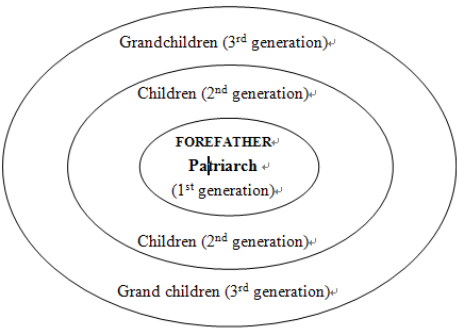 Grandchildren (3rd generation)↵
Children (2nd generation)↵
FOREFATHER↵
Patriarch ↵
(1st generation)↵
Children (2nd generation)↵
Grand children (3rd generation)↵